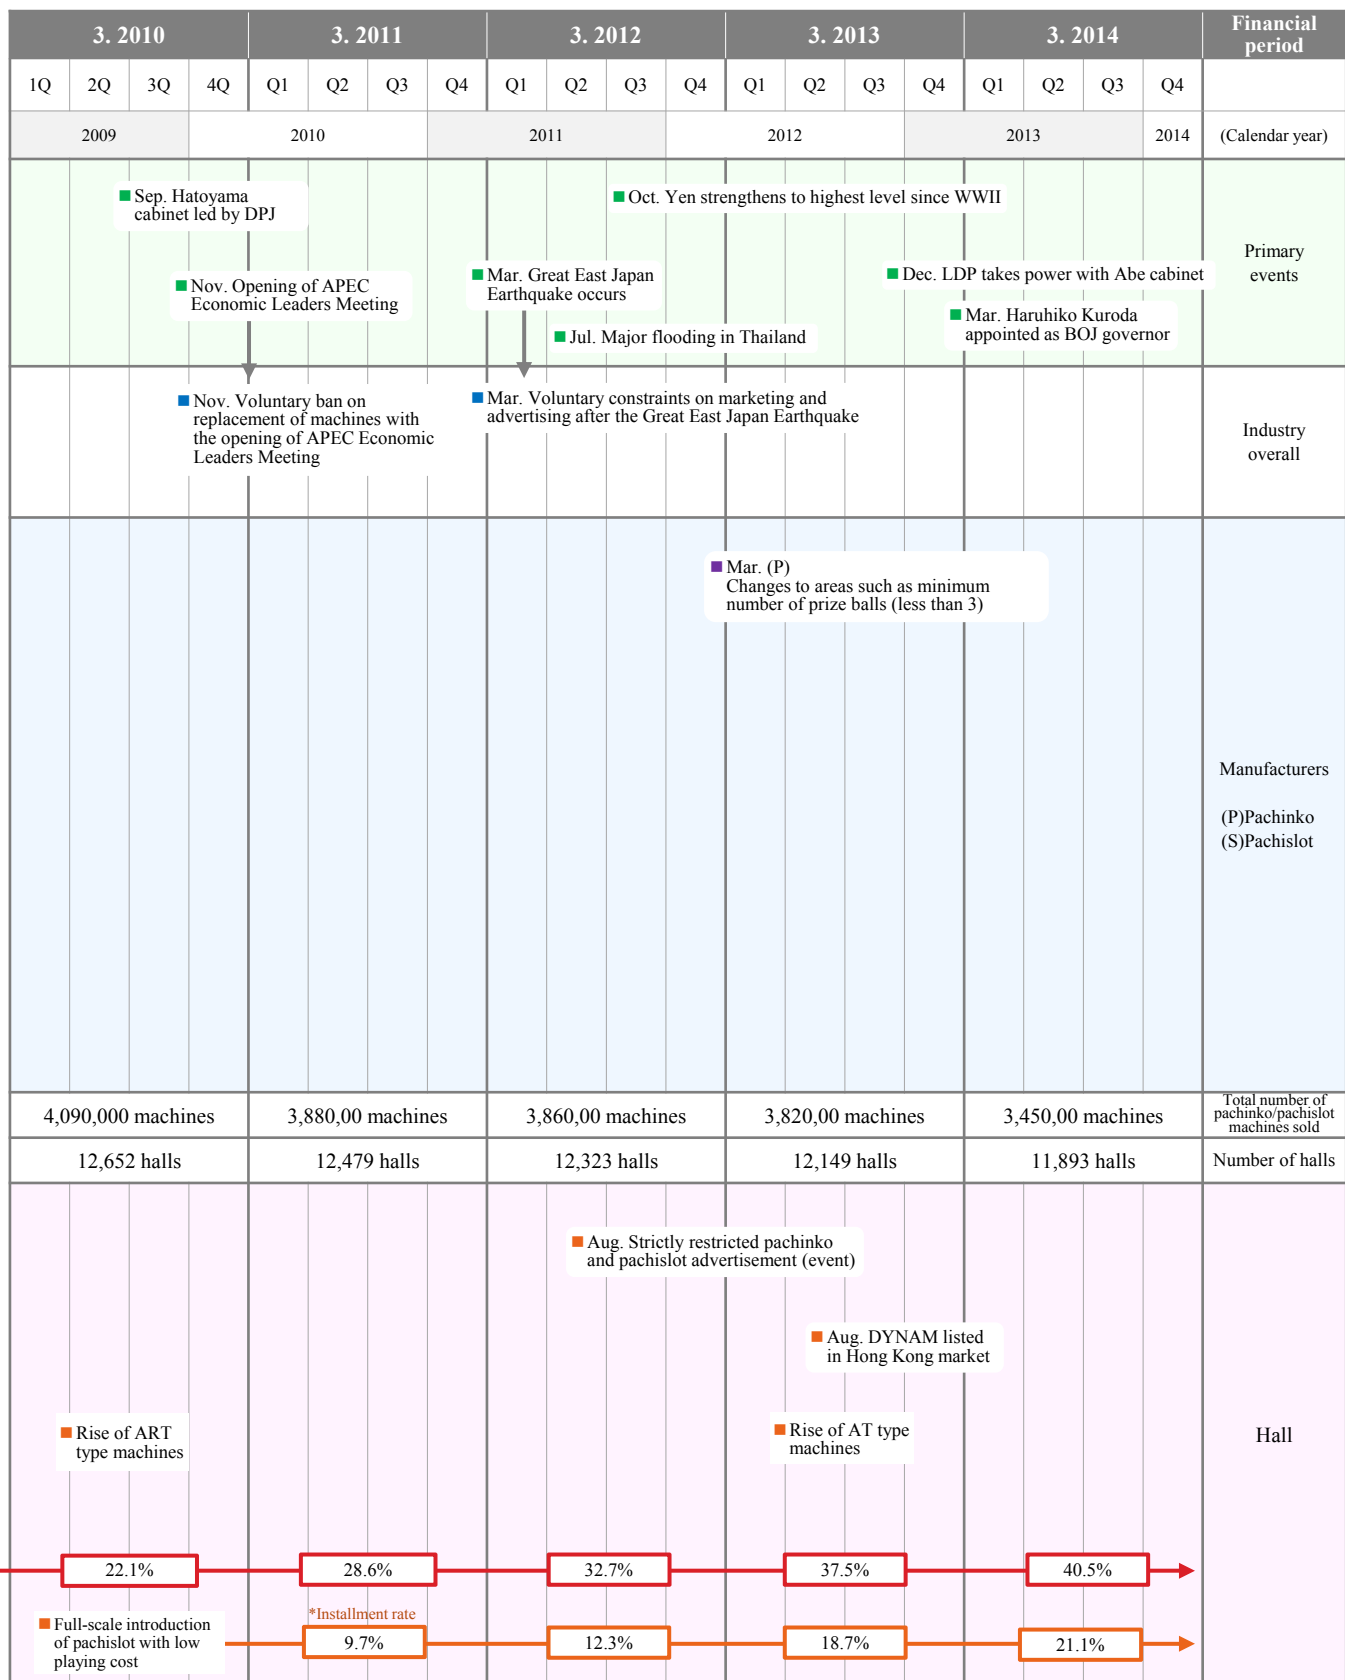 3. 2010 3. 2011 3. 2012 3. 2013 3. 2014 Financial
period
1Q 2Q 3Q 4Q Q1 Q2 Q3 Q4 Q1 Q2 Q3 Q4 Q1 Q2 Q3 Q4 Q1 Q2 Q3 Q4
2009 2010 2011 2012 2013 2014 (Calendar year)
Sep. Hatoyama
cabinet led by DPJ
Oct. Yen strengthens to highest level since WWII
Nov. Opening of APEC
Economic Leaders Meeting
Mar. Great East Japan
Earthquake occurs
Dec. LDP takes power with Abe cabinet
Jul. Major flooding in Thailand
Mar. Haruhiko Kuroda
appointed as BOJ governor
Primary
events
Nov. Voluntary ban on
replacement of machines with
the opening of APEC Economic
Leaders Meeting
Mar. Voluntary constraints on marketing and
advertising after the Great East Japan Earthquake
Industry
overall
Mar. (P)
Changes to areas such as minimum
number of prize balls (less than 3)
Manufacturers
(P)Pachinko
(S)Pachislot
4,090,000 machines 3,880,00 machines 3,860,00 machines 3,820,00 machines 3,450,00 machines
Total number of
pachinko/pachislot
machines sold
12,652 halls 12,479 halls 12,323 halls 12,149 halls 11,893 halls Number of halls
Aug. Strictly restricted pachinko
and pachislot advertisement (event)
Aug. DYNAM listed
in Hong Kong market
Rise of ART
type machines
Rise of AT type
machines
Hall
22.1% 28.6% 32.7% 37.5% 40.5%
*Installment rate
Full-scale introduction
of pachislot with low
playing cost
9.7% 12.3% 18.7% 21.1%